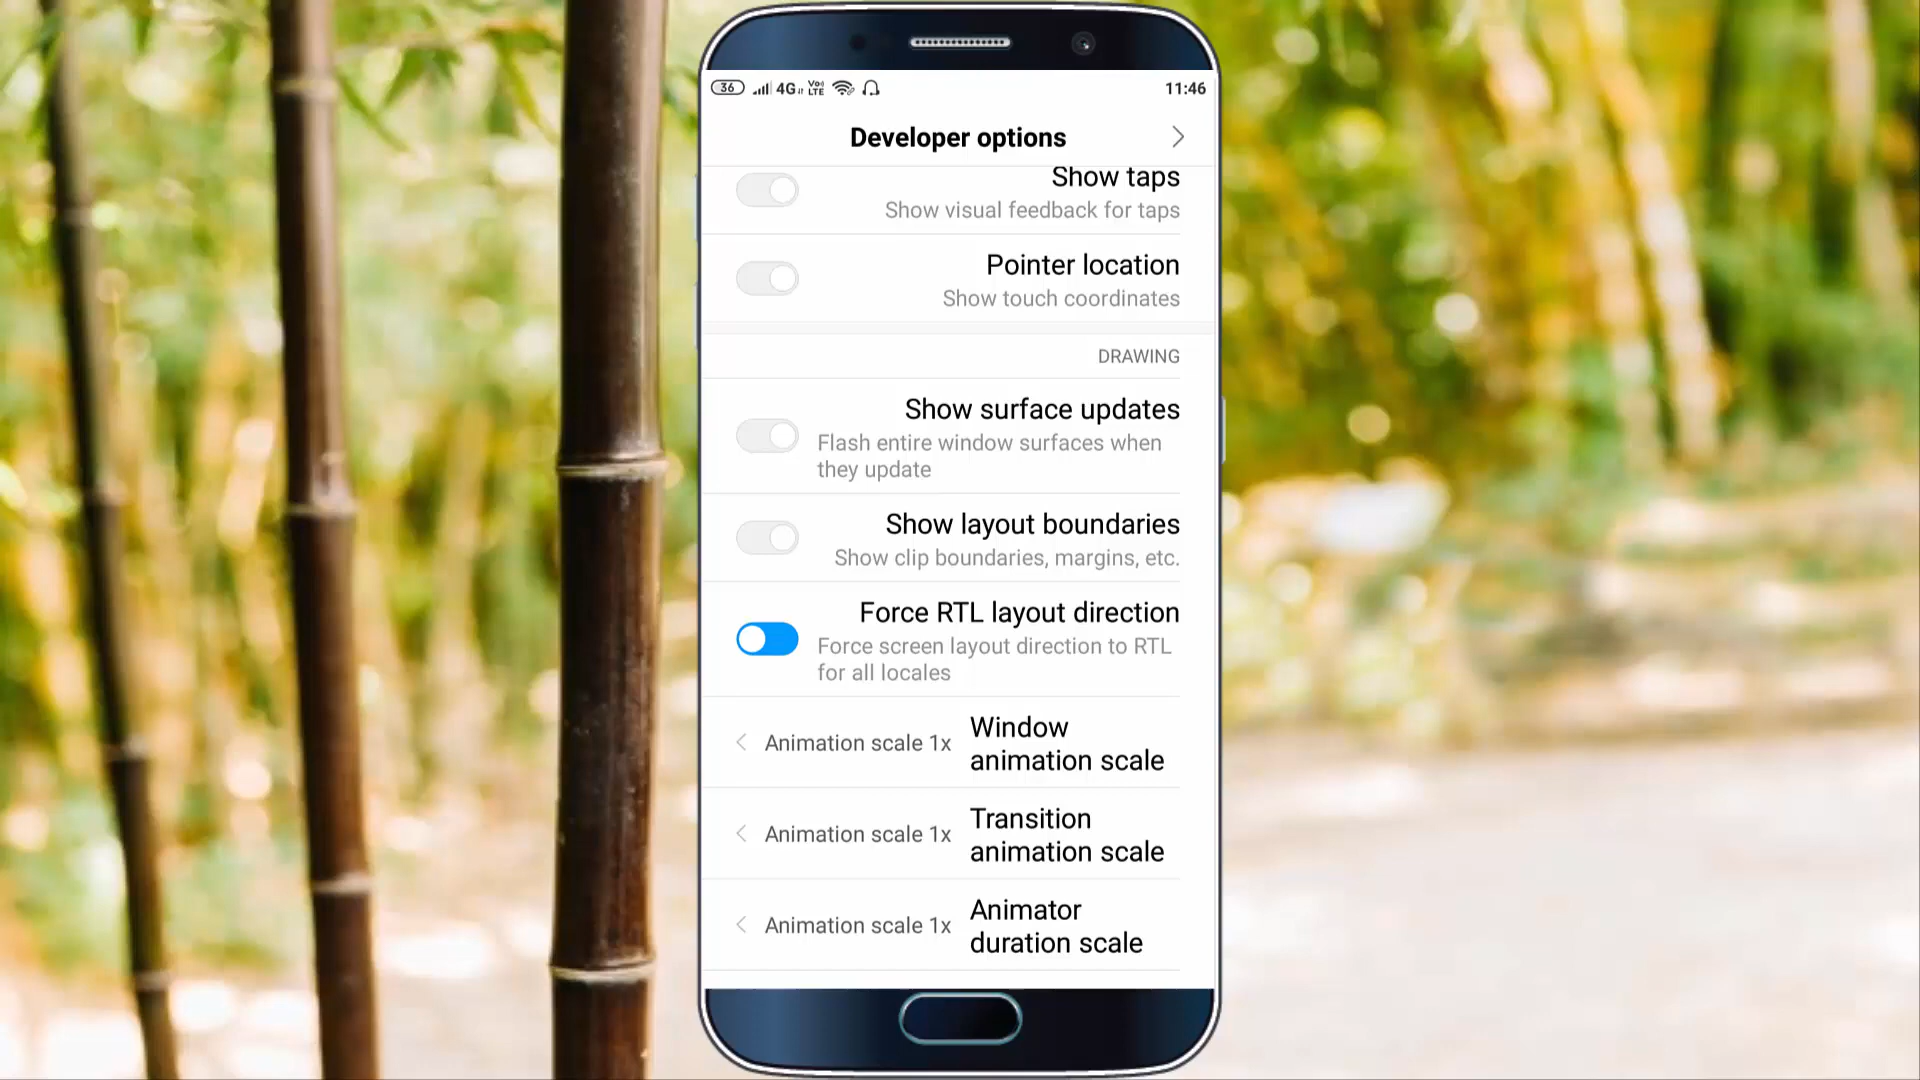 36 4G Vo) LTE 11:46
Developer options
Show taps
Show visual feedback for taps
Pointer location
Show touch coordinates
DRAWING
Show surface updates
Flash entire window surfaces when
they update
Show layout boundaries
Show clip boundaries, margins, etc.
Force RTL layout direction
Force screen layout direction to RTL
for all locales
Animation scale 1x
Window
animation scale
Animation scale 1x
Transition
animation scale
Animation scale 1x
Animator
duration scale